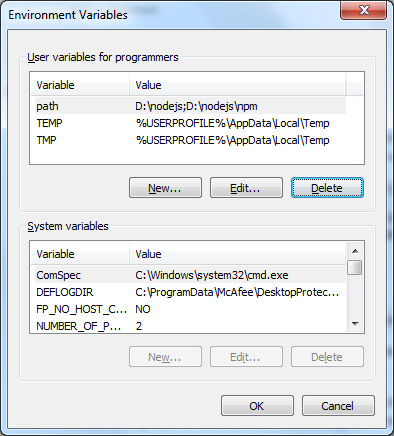 Environment Variables
User variables for programmers
Variable Value
path D:\nodejs;D:\nodejs\npm
TEMP %USERPROFILE%\AppData\Local\Temp
TMP %USERPROFILE%\AppData\Local\Temp
New... Edit... Delete
System variables
Variable Value
ComSpec C:\Windows\system32\cmd.exe
DEFLOGDIR C:\ProgramData\McAfee\DesktopProtec...
FP_NO_HOST_C... NO
NUMBER_OF_P... 2
New... Edit... Delete
OK Cancel